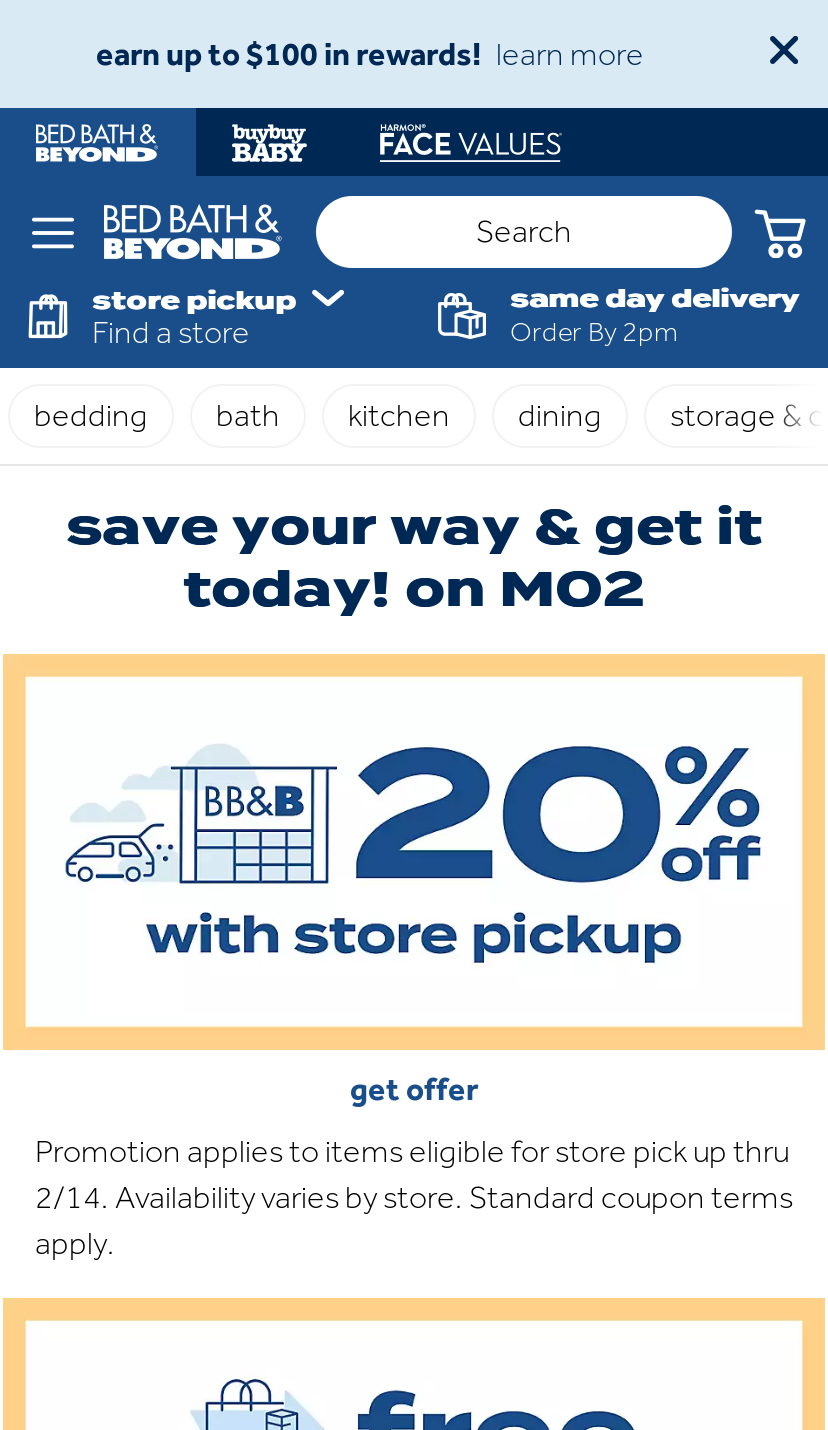 earn up to $100 in rewards! learn more
BED BATH &
BEYOND®
buybuy
BABY
HARMON®
FACE VALUES®
BED BATH &
BEYOND®
Search
store pickup
Find a store
same day delivery
Order By 2pm
bedding bath kitchen dining storage &
save your way & get it
today! on MO2
BB&B
20%
off
with store pickup
get offer
Promotion applies to items eligible for store pick up thru
2/14. Availability varies by store. Standard coupon terms
apply.
free